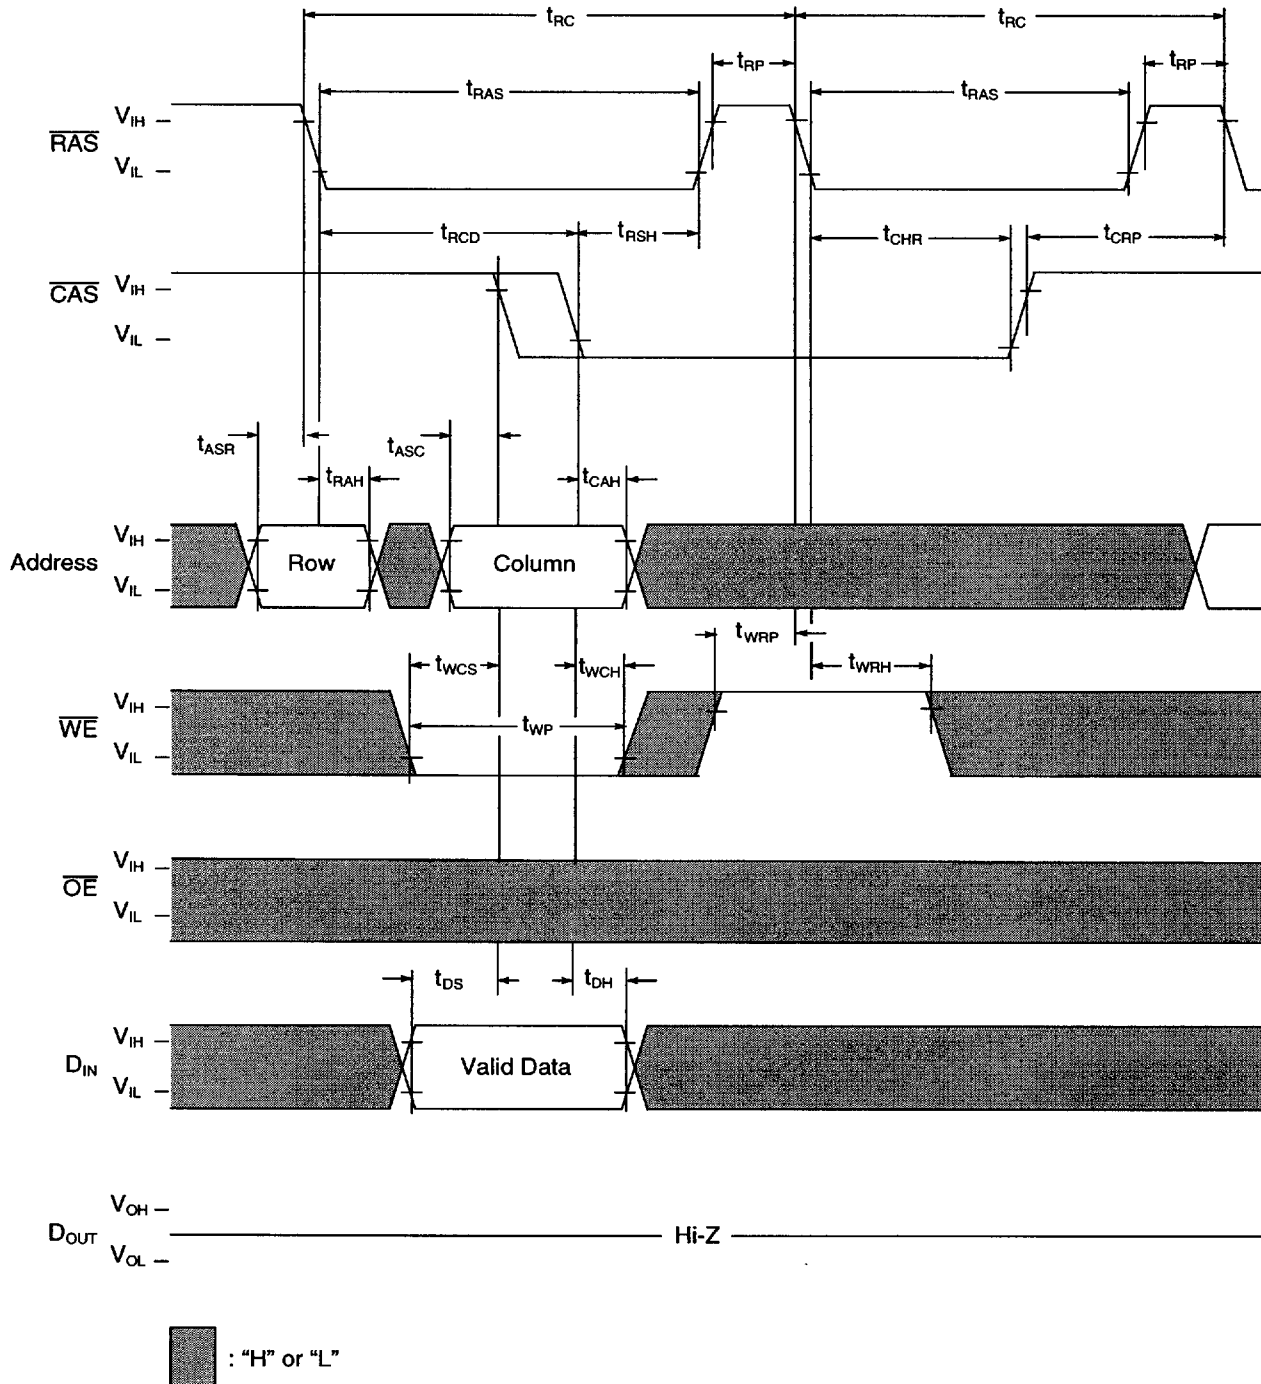 tRC tRC
tRP tRP
tRAS tRAS
RAS VIH
VIL
tRCD tRSH tCHR tCRP
CAS VIH
VIL
tASR tASC
tRAH tCAH
Address VIH
VIL
Row Column
tWRP
tWCS tWCH tWRH
WE VIH
VIL
tWP
OE VIH
VIL
tDS tDH
DIN VIH
VIL
Valid Data
DOUT VOH
VOL
Hi-Z
: “H” or “L”